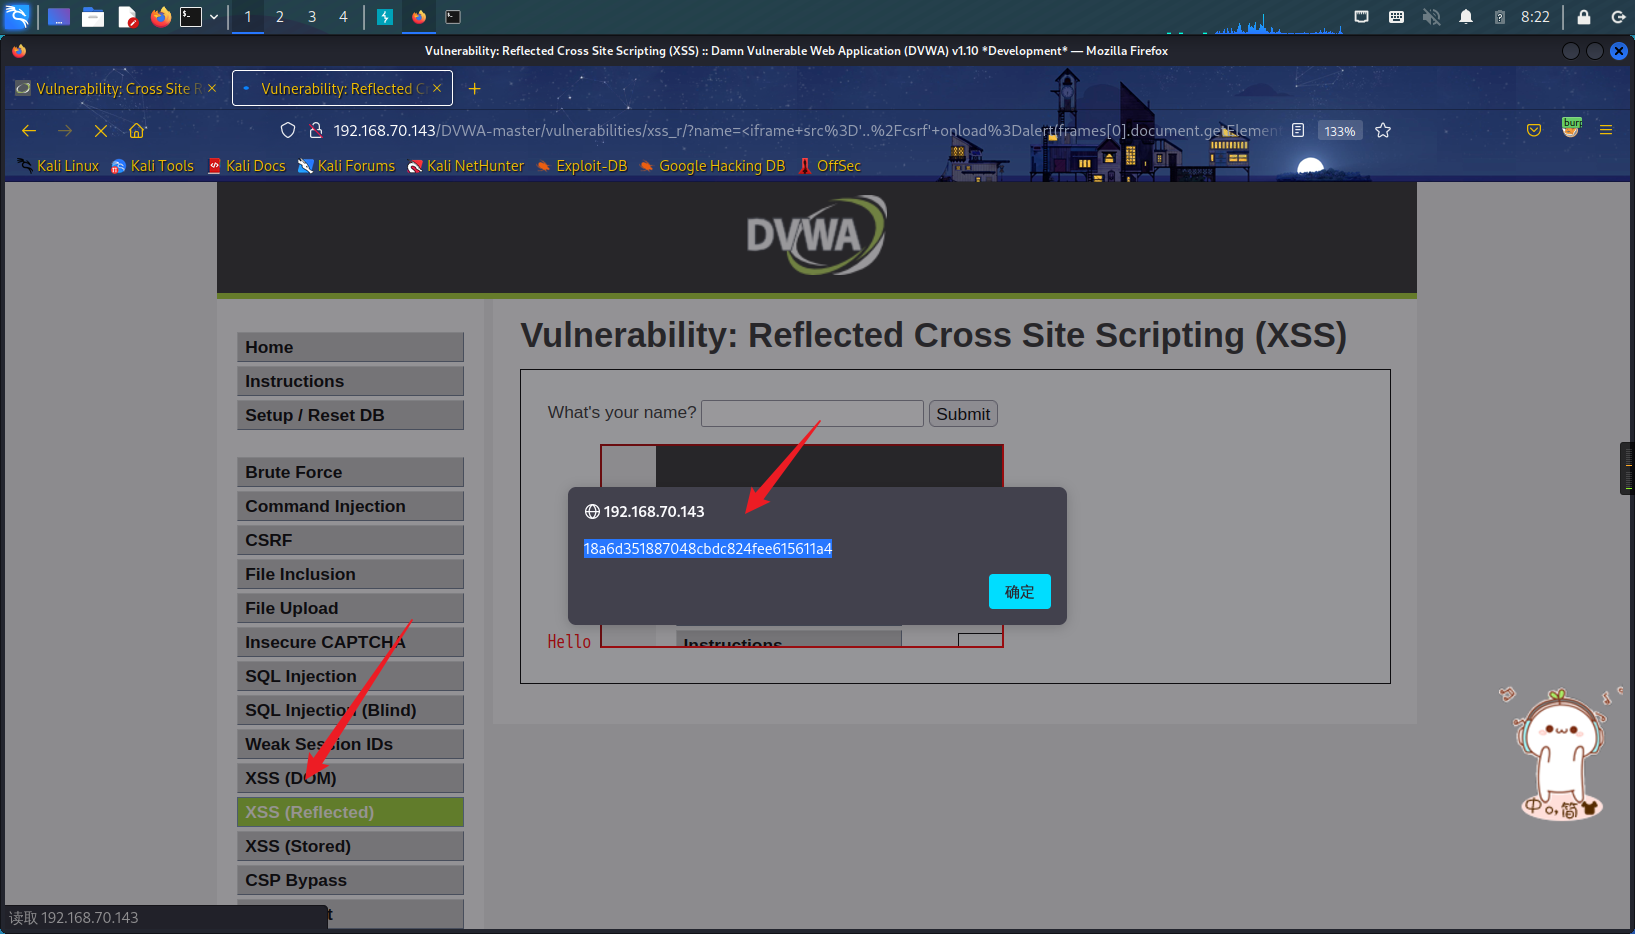 1 2 3 4
8:22
Vulnerability: Reflected Cross Site Scripting (XSS) :: Damn Vulnerable Web Application (DVWA) v1.10 *Development* — Mozilla Firefox
Vulnerability: Cross Site R
Vulnerability: Reflected C
192.168.70.143/DVWA-master/vulnerabilities/xss_r/?name=<iframe+src%3D'..%2Fcsrf'+onload%3Dalert(frames[0].document.getElemen
133%
burp
Kali Linux Kali Tools Kali Docs Kali Forums Kali NetHunter Exploit-DB Google Hacking DB OffSec
DVWA
Vulnerability: Reflected Cross Site Scripting (XSS)
Home
Instructions
Setup / Reset DB
Brute Force
Command Injection
CSRF
File Inclusion
File Upload
Insecure CAPTCHA
SQL Injection
SQL Injection (Blind)
Weak Session IDs
XSS (DOM)
XSS (Reflected)
XSS (Stored)
CSP Bypass
What's your name?
Submit
192.168.70.143
18a6d351887048cbdc824fee615611a4
确定
Hello
Instructions
中 o, 简
读取 192.168.70.143